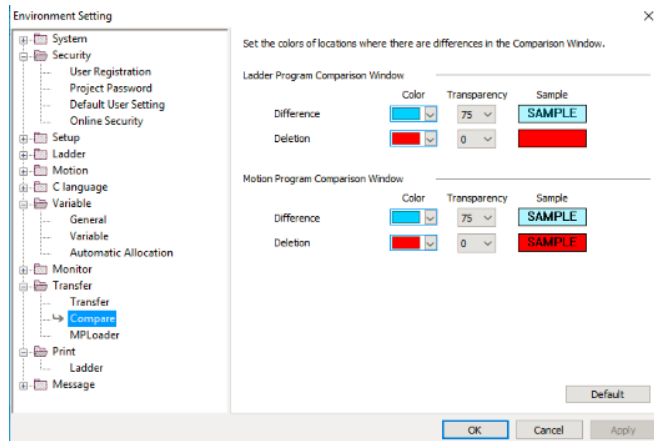 Environment Setting
System
Security
User Registration
Project Password
Default User Setting
Online Security
Setup
Ladder
Motion
C language
Variable
General
Variable
Automatic Allocation
Monitor
Transfer
Transfer
Compare
MPLoader
Print
Ladder
Message
Set the colors of locations where there are differences in the Comparison Window.
Ladder Program Comparison Window
Color Transparency Sample
Difference 75 SAMPLE
Deletion 0
Motion Program Comparison Window
Color Transparency Sample
Difference 75 SAMPLE
Deletion 0 SAMPLE
Default
OK Cancel Apply